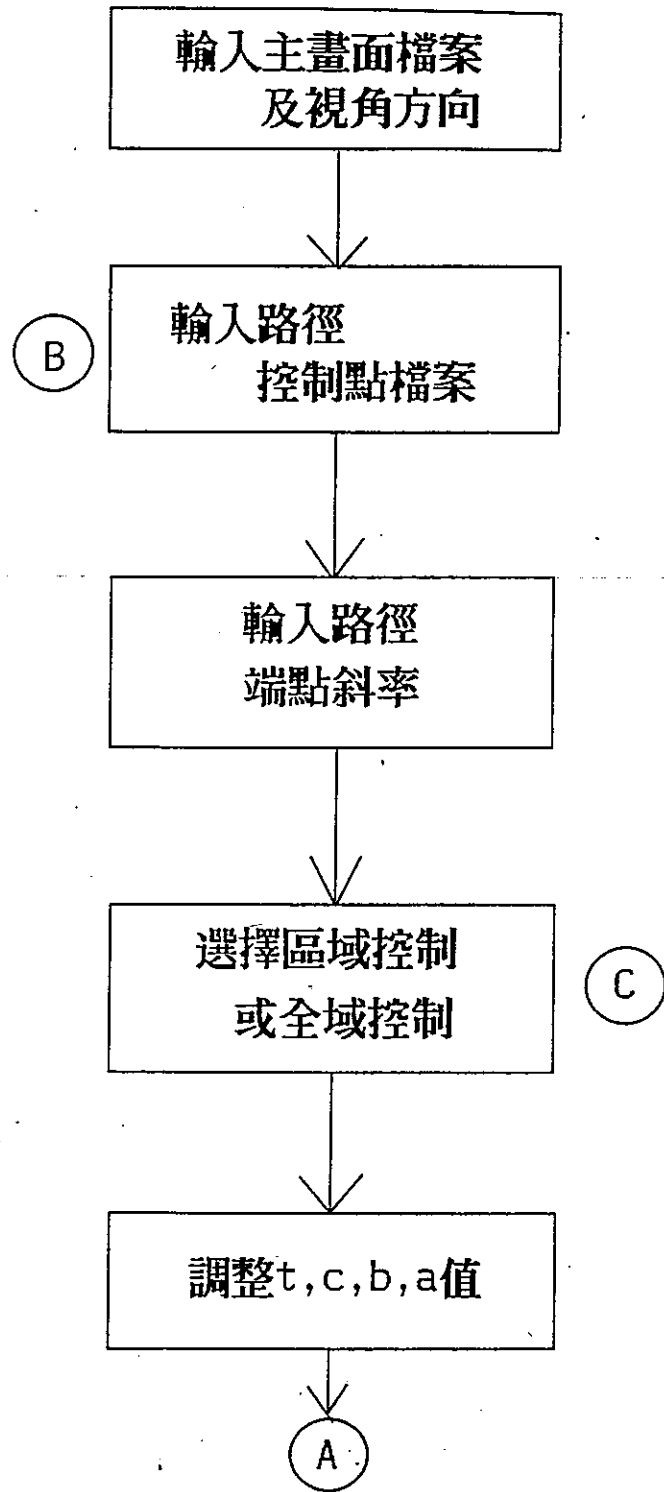 輸入主畫面檔案
及視角方向
B
輸入路徑
控制點檔案
輸入路徑
端點斜率
選擇區域控制
或全域控制
C
調整t,c,b,a值
A